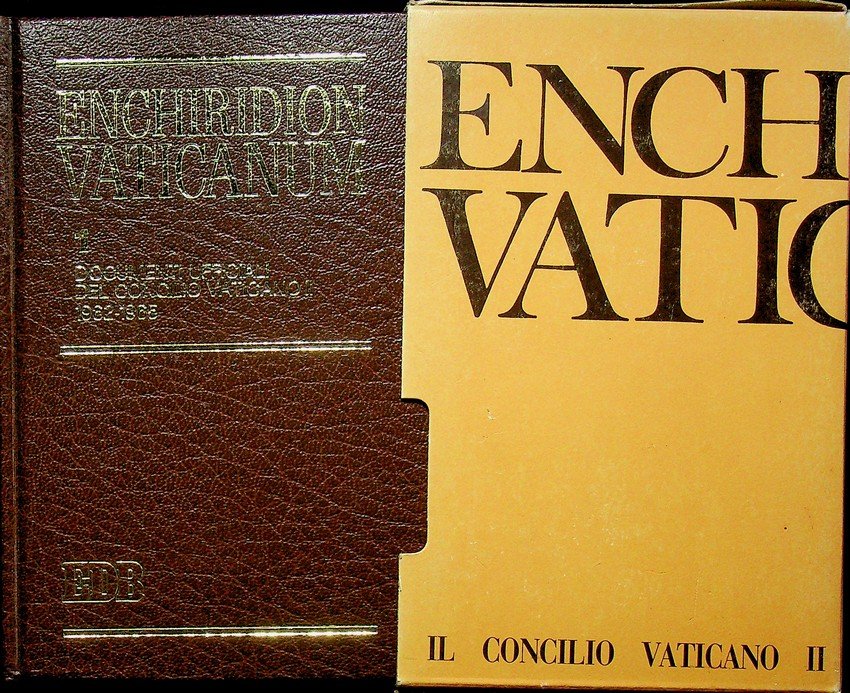 ENCHIRIDION
VATICANUM
1
DOCUMENTI UFFICIALI
DEL CONCILIO VATICANO II
1962-1965
EDB
ENCH
VATIC
IL CONCILIO VATICANO II